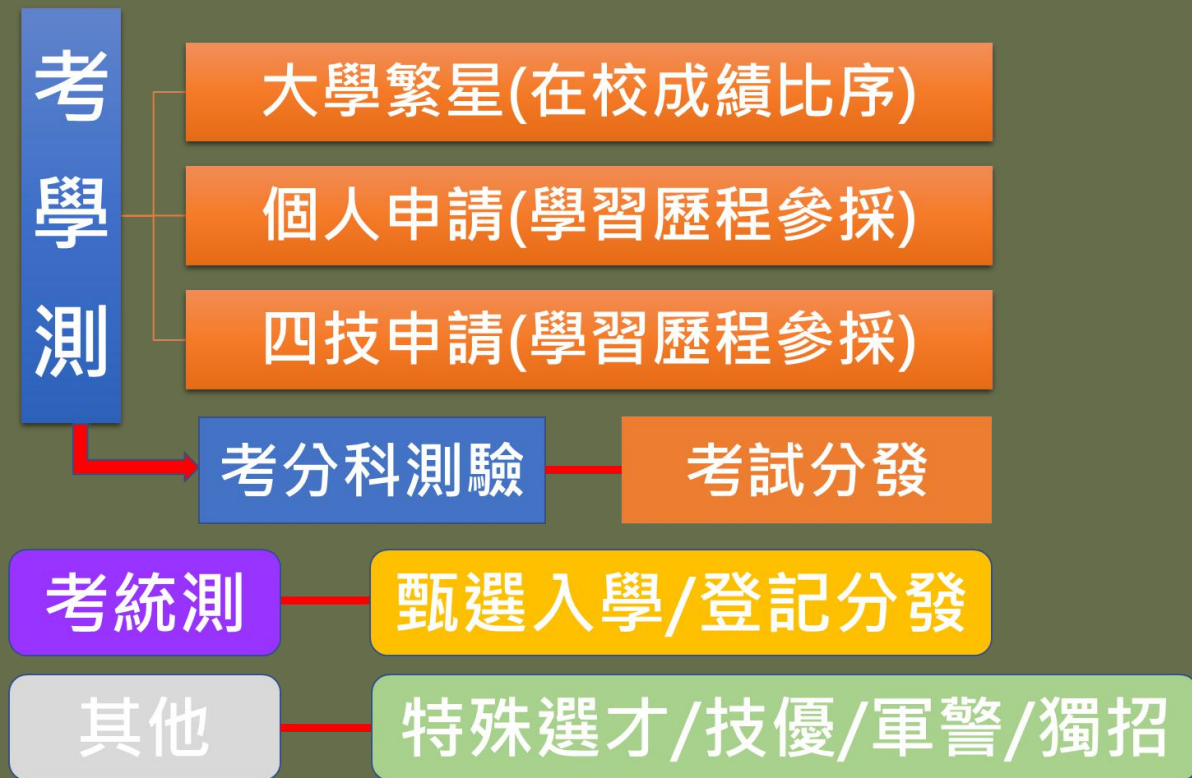 考學測
大學繁星(在校成績比序)
個人申請(學習歷程參採)
四技申請(學習歷程參採)
考分科測驗
考試分發
考統測
甄選入學/登記分發
其他
特殊選才/技優/軍警/獨招